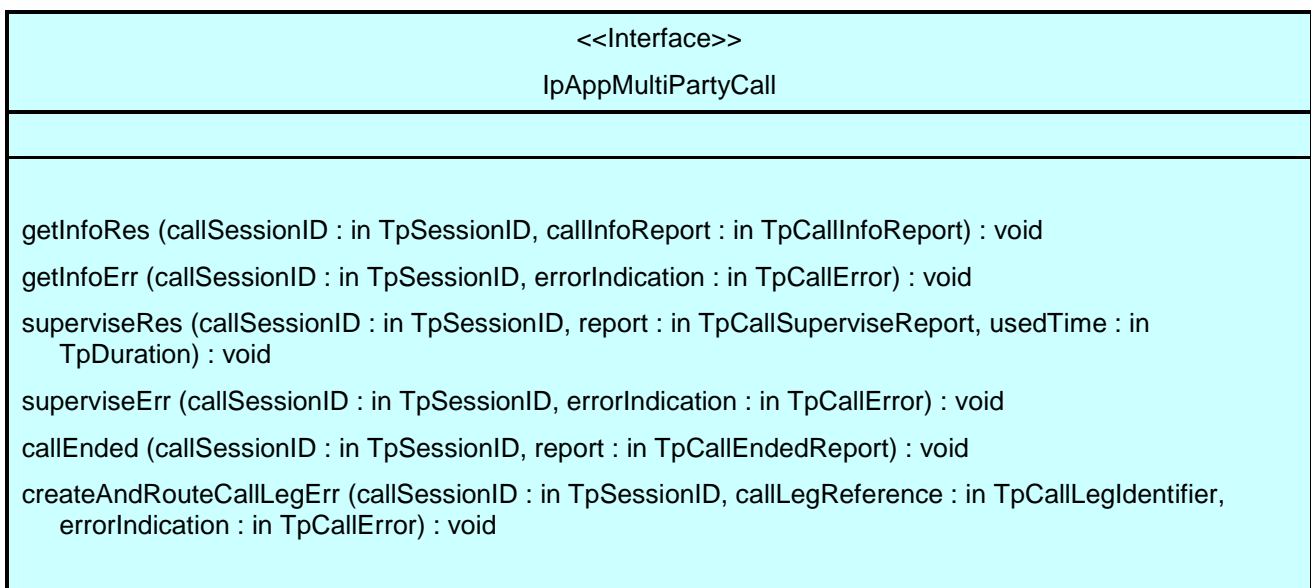 <<Interface>>
IpAppMultiPartyCall
getInfoRes (callSessionID : in TpSessionID, callInfoReport : in TpCallInfoReport) : void
getInfoErr (callSessionID : in TpSessionID, errorIndication : in TpCallError) : void
superviseRes (callSessionID : in TpSessionID, report : in TpCallSuperviseReport, usedTime : in
TpDuration) : void
superviseErr (callSessionID : in TpSessionID, errorIndication : in TpCallError) : void
callEnded (callSessionID : in TpSessionID, report : in TpCallEndedReport) : void
createAndRouteCallLegErr (callSessionID : in TpSessionID, callLegReference : in TpCallLegIdentifier,
errorIndication : in TpCallError) : void